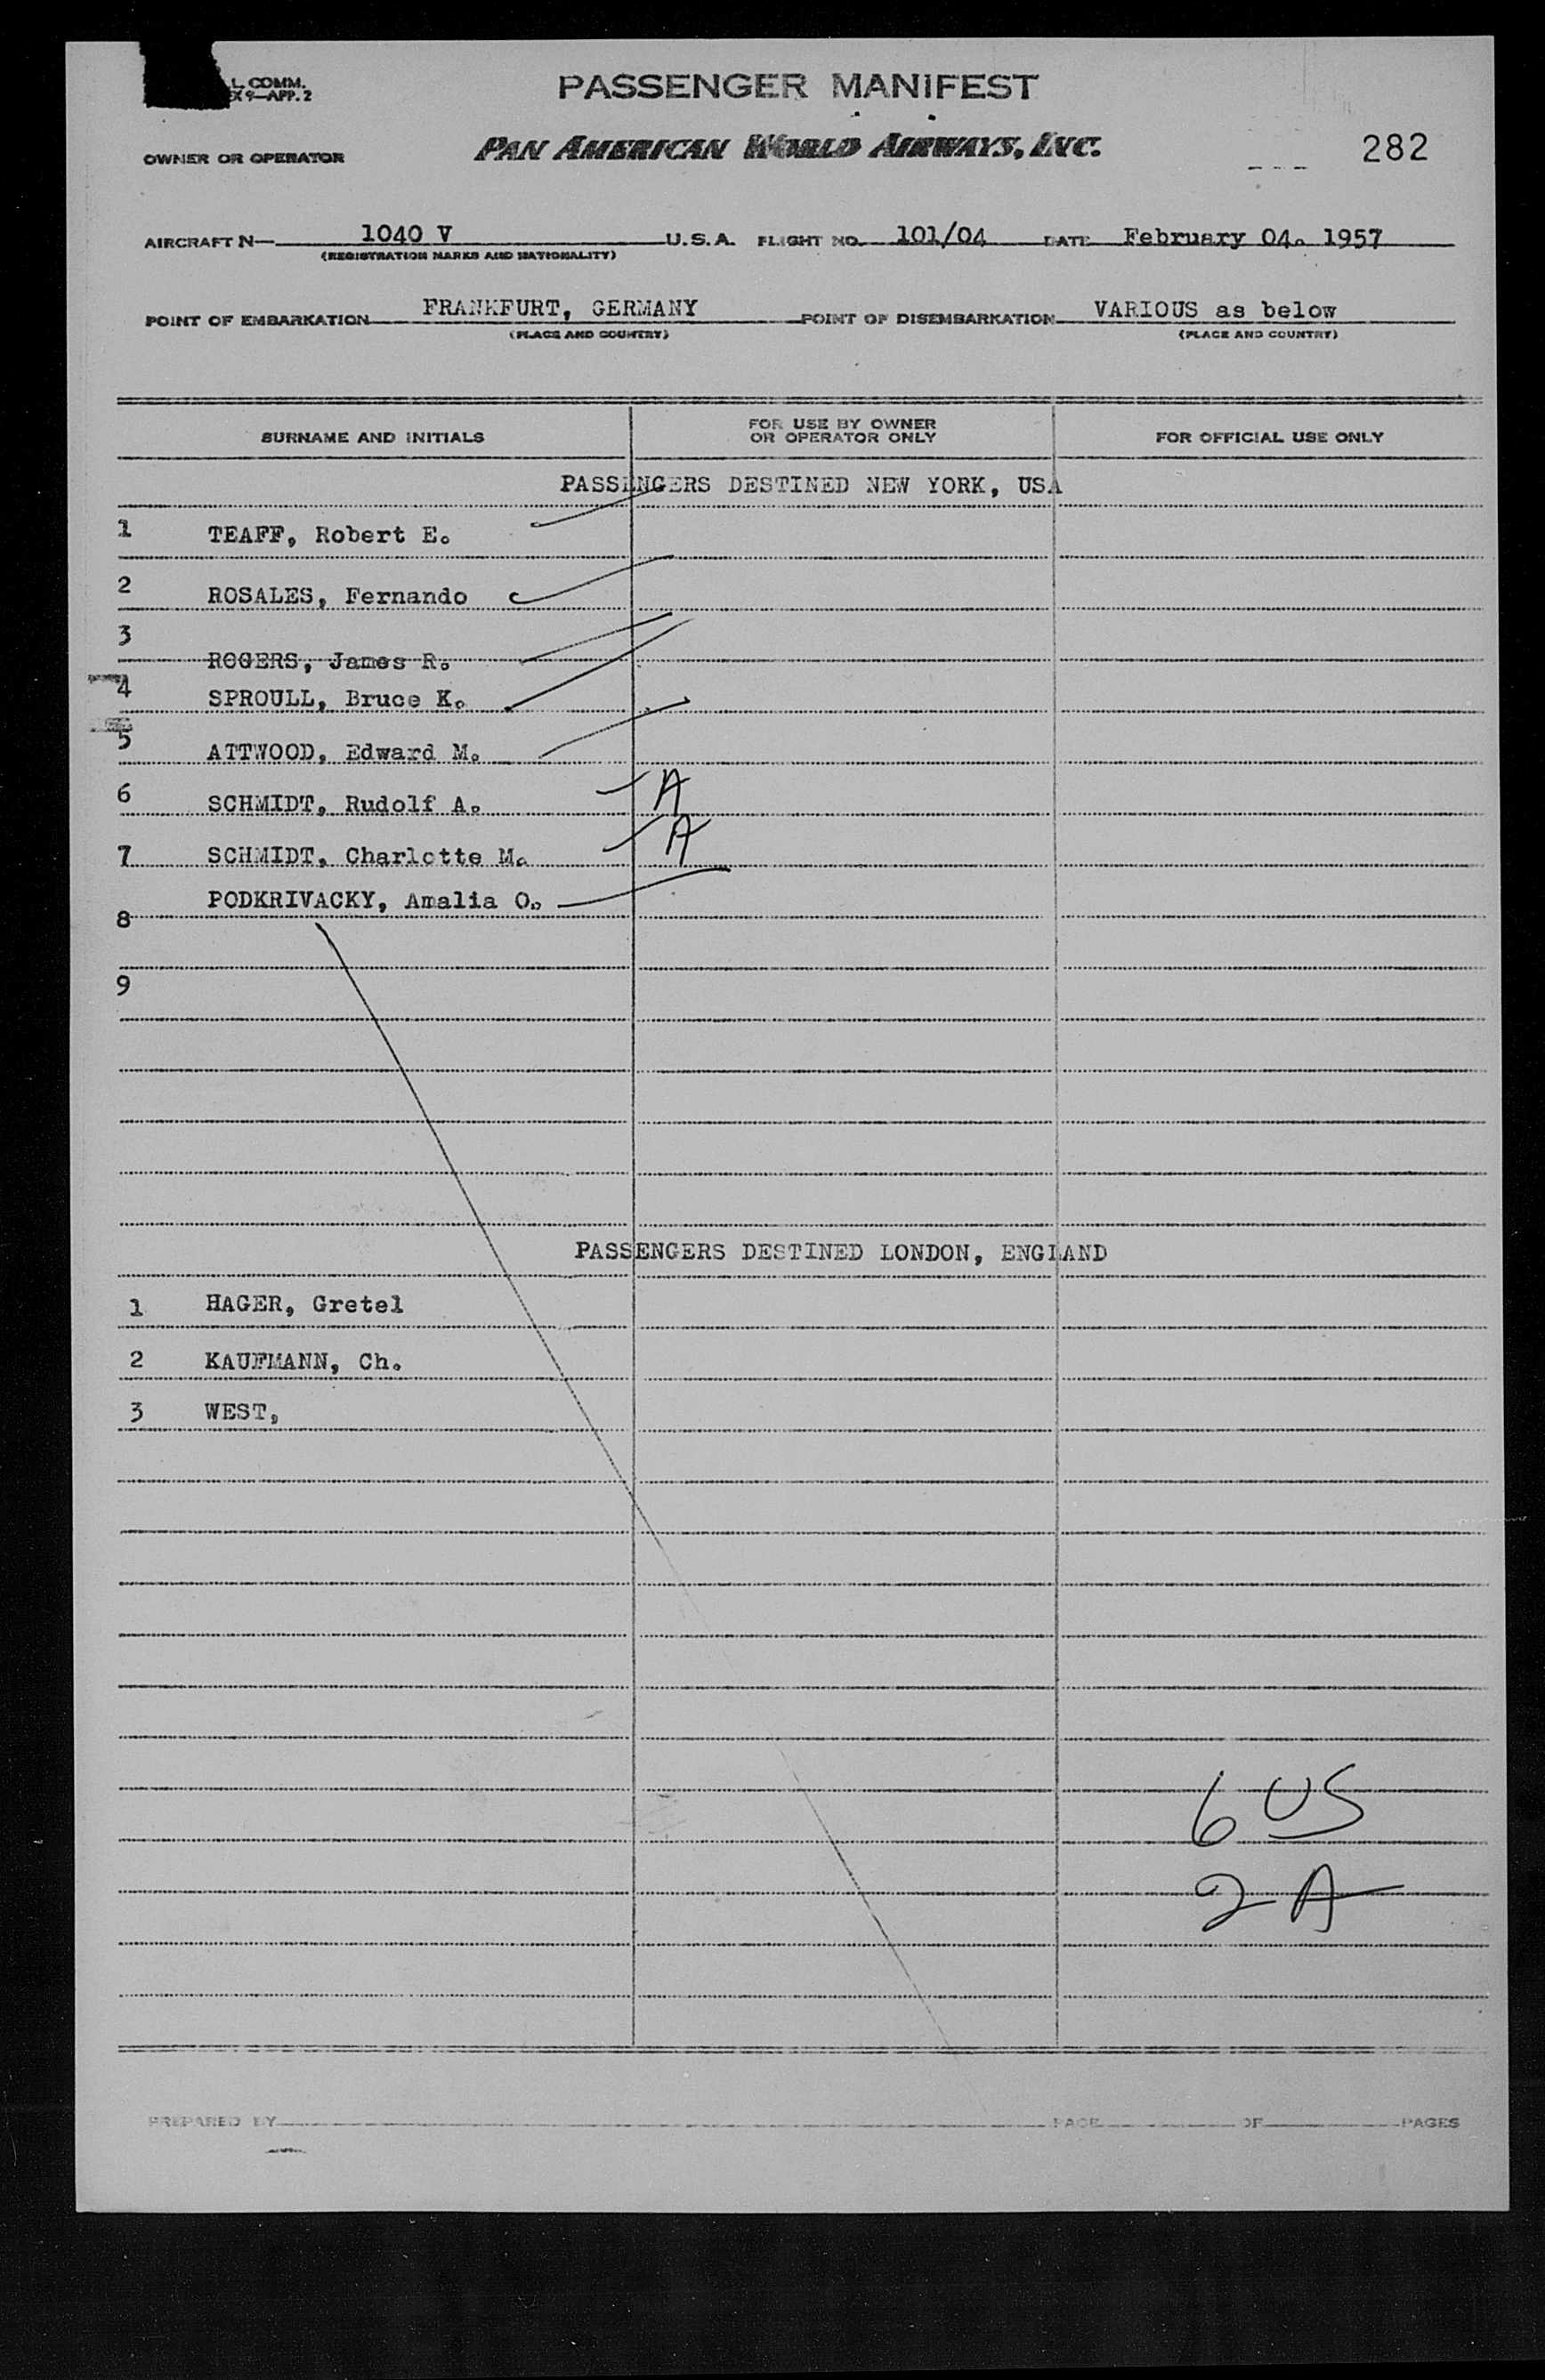 L. COMM.
EX 9—APP. 2
PASSENGER MANIFEST
OWNER OR OPERATOR PAN AMERICAN WORLD AIRWAYS, INC. 282
AIRCRAFT N— 1040 V U.S.A. FLIGHT NO. 101/04 DATE February 04. 1957
(REGISTRATION MARKS AND NATIONALITY)
POINT OF EMBARKATION FRANKFURT, GERMANY POINT OF DISEMBARKATION VARIOUS as below
(PLACE AND COUNTRY) (PLACE AND COUNTRY)
SURNAME AND INITIALS FOR USE BY OWNER OR OPERATOR ONLY FOR OFFICIAL USE ONLY
PASSENGERS DESTINED NEW YORK, USA
1 TEAFF, Robert E.
2 ROSALES, Fernando
3 ROGERS, James R.
4 SPROULL, Bruce K.
5 ATTWOOD, Edward M.
6 SCHMIDT, Rudolf A. A
7 SCHMIDT, Charlotte M. A
8 PODKRIVACKY, Amalia O.
9
PASSENGERS DESTINED LONDON, ENGLAND
1 HAGER, Gretel
2 KAUFMANN, Ch.
3 WEST,
6 US
2 A
PREPARED BY PAGE OF PAGES